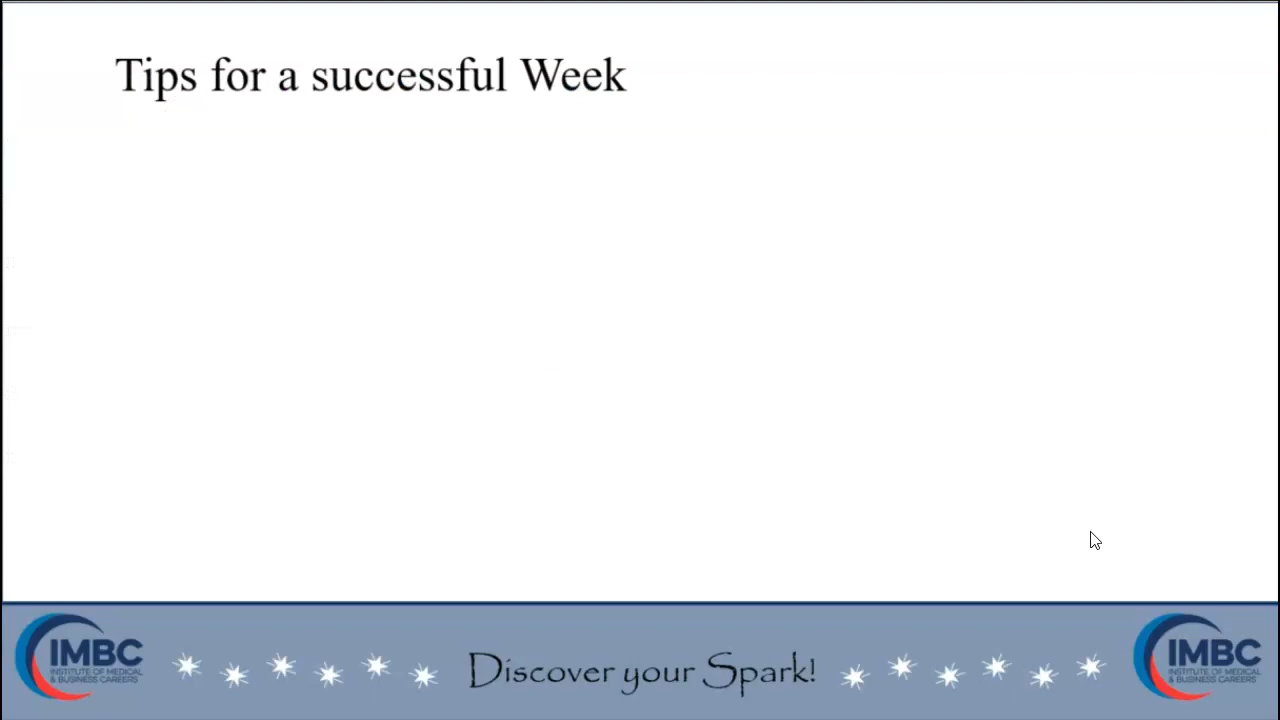 Tips for a successful Week
IMBC
INSTITUTE OF MEDICAL
& BUSINESS CAREERS
Discover your Spark!
IMBC
INSTITUTE OF MEDICAL
& BUSINESS CAREERS